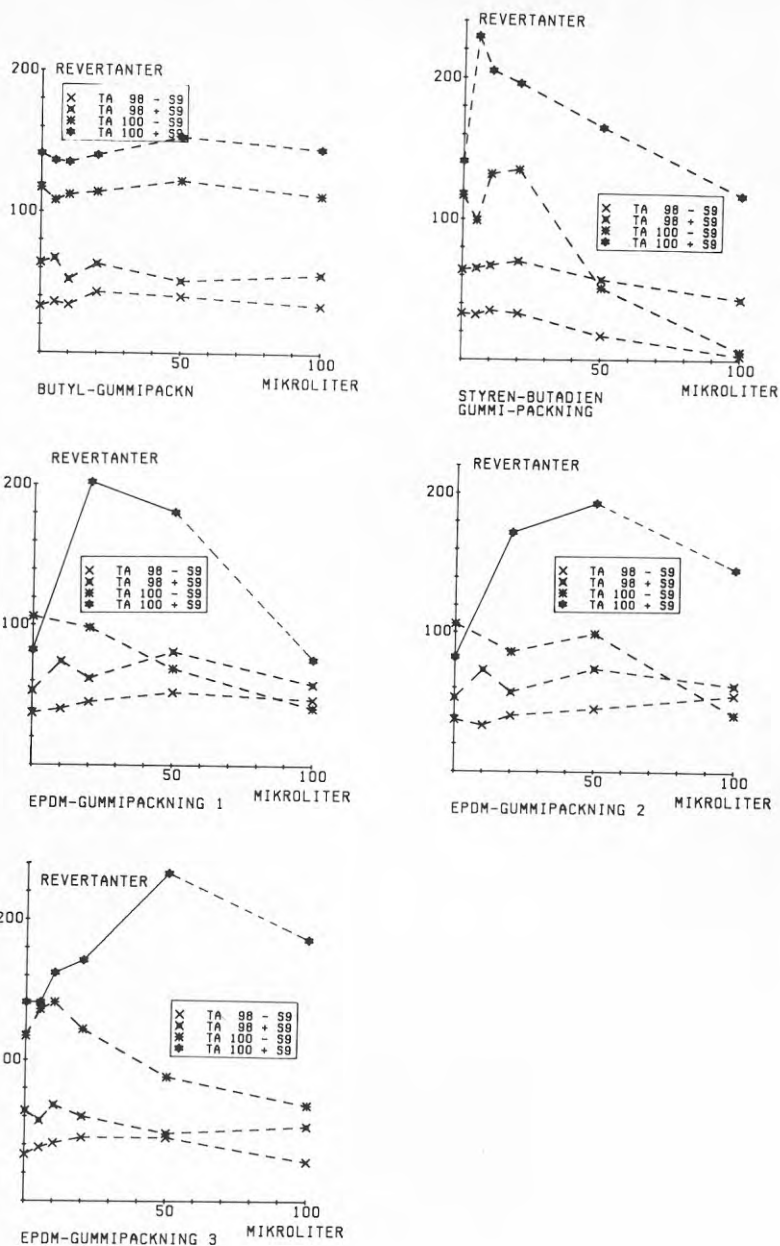 REVERTANTER
200
TA 98 - S9
TA 98 + S9
TA 100 - S9
TA 100 + S9
100
50 100
MIKROLITER
BUTYL-GUMMIPACKN
REVERTANTER
200
100
TA 98 - S9
TA 98 + S9
TA 100 - S9
TA 100 + S9
50 100
MIKROLITER
STYREN-BUTADIEN
GUMMI-PACKNING
REVERTANTER
200
TA 98 - S9
TA 98 + S9
TA 100 - S9
TA 100 + S9
100
50 100
MIKROLITER
EPDM-GUMMIPACKNING 1
REVERTANTER
200
TA 98 - S9
TA 98 + S9
TA 100 - S9
TA 100 + S9
100
50 100
MIKROLITER
EPDM-GUMMIPACKNING 2
REVERTANTER
200
TA 98 - S9
TA 98 + S9
TA 100 - S9
TA 100 + S9
100
50 100
MIKROLITER
EPDM-GUMMIPACKNING 3